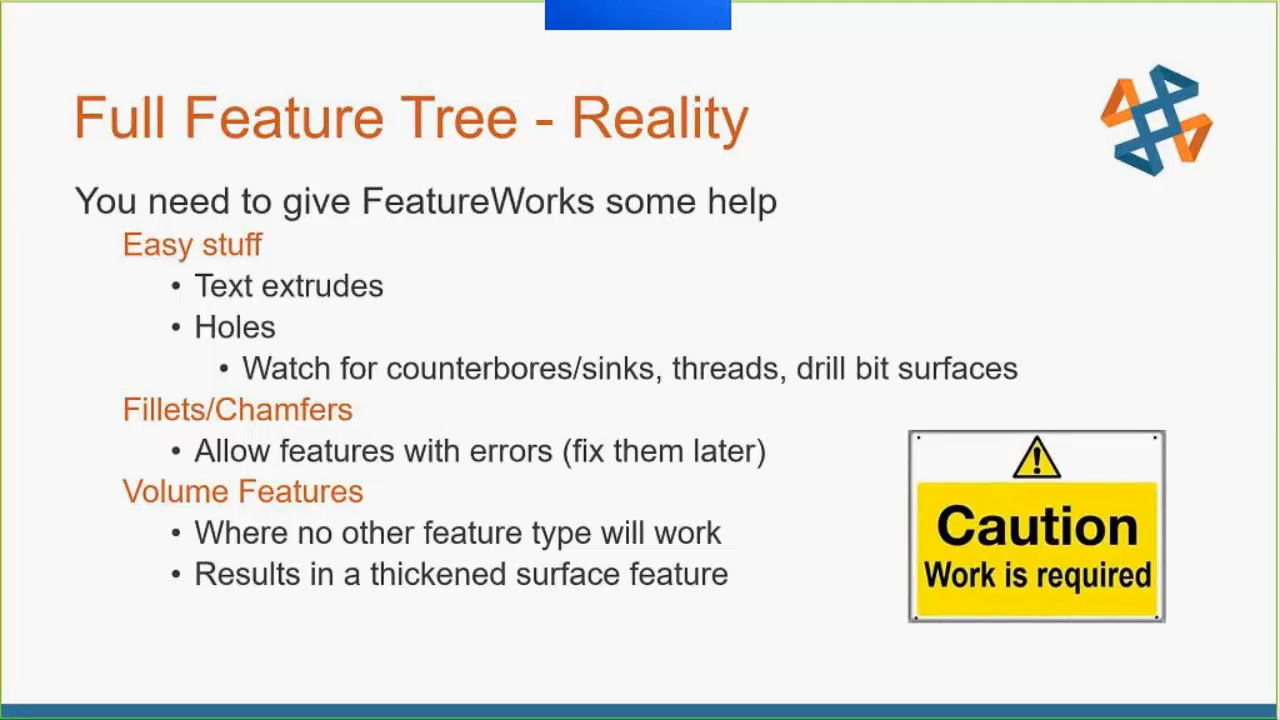 Full Feature Tree - Reality
You need to give FeatureWorks some help
Easy stuff
• Text extrudes
• Holes
• Watch for counterbores/sinks, threads, drill bit surfaces
Fillets/Chamfers
• Allow features with errors (fix them later)
Volume Features
• Where no other feature type will work
• Results in a thickened surface feature
Caution
Work is required